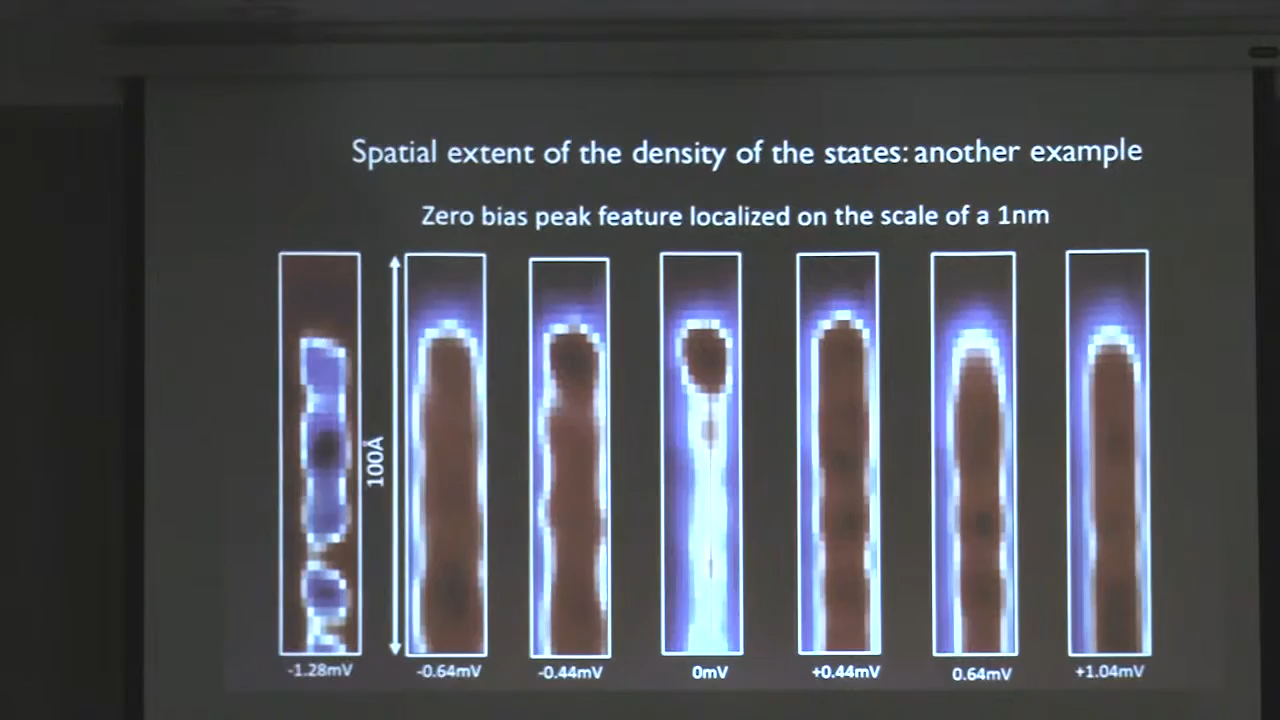 Spatial extent of the density of the states: another example
Zero bias peak feature localized on the scale of a 1nm
100Å
-1.28mV
-0.64mV
-0.44mV
0mV
+0.44mV
0.64mV
+1.04mV